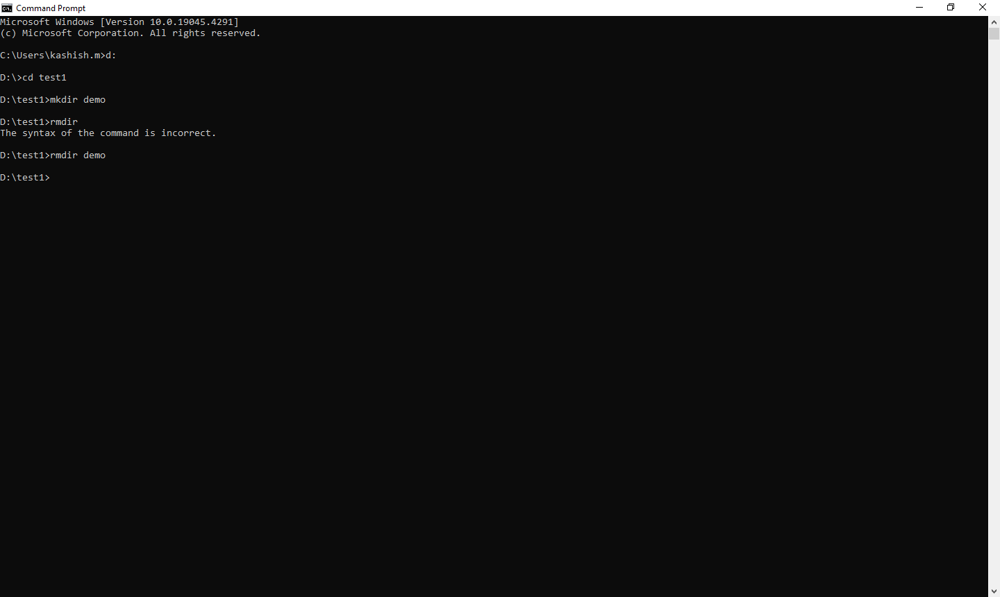 Command Prompt
Microsoft Windows [Version 10.0.19045.4291]
(c) Microsoft Corporation. All rights reserved.
C:\Users\kashish.m>d:
D:\>cd test1
D:\test1>mkdir demo
D:\test1>rmdir
The syntax of the command is incorrect.
D:\test1>rmdir demo
D:\test1>